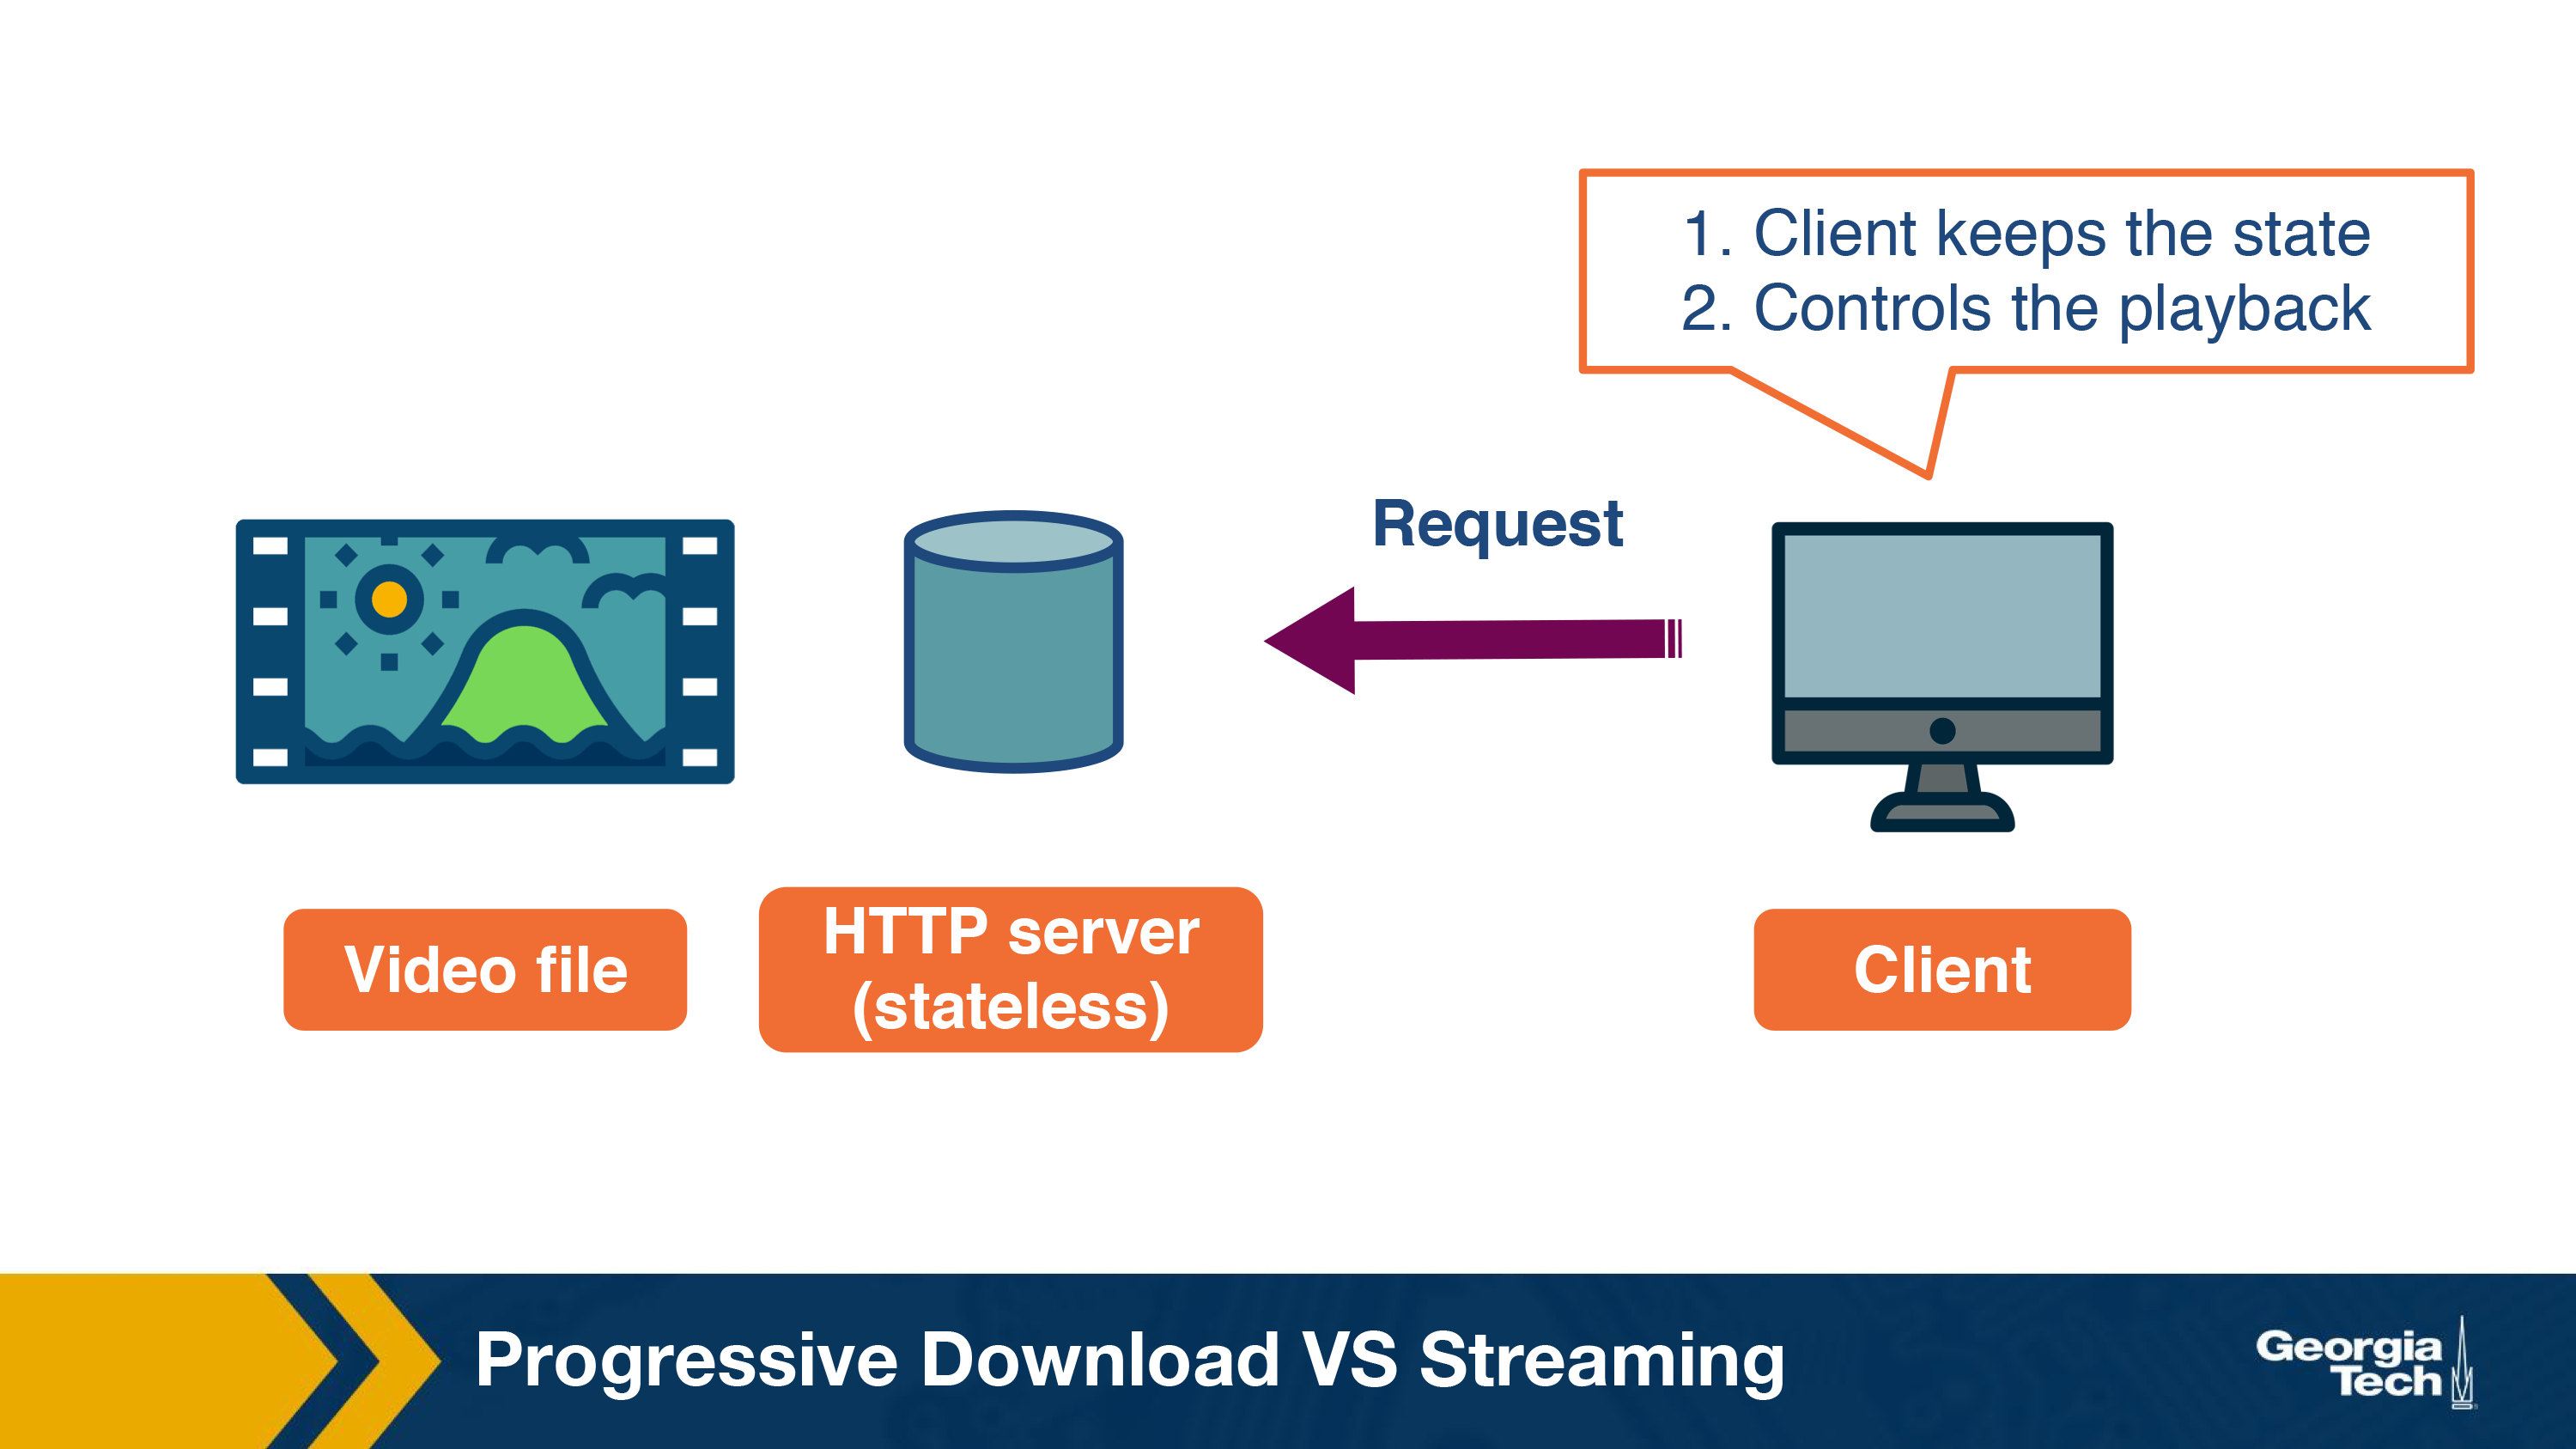 1. Client keeps the state
2. Controls the playback
Request
Video file
HTTP server
(stateless)
Client
Progressive Download VS Streaming
Georgia
Tech